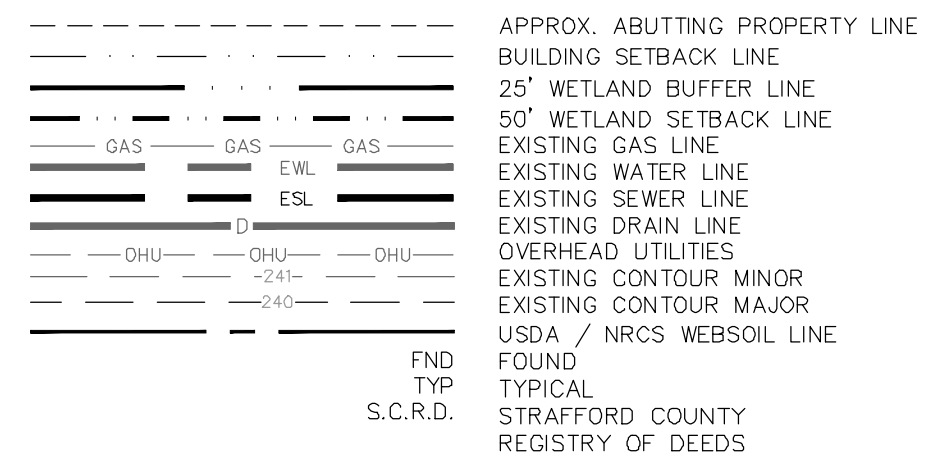 APPROX. ABUTTING PROPERTY LINE
BUILDING SETBACK LINE
25' WETLAND BUFFER LINE
50' WETLAND SETBACK LINE
GAS GAS GAS EXISTING GAS LINE
EWL EXISTING WATER LINE
ESL EXISTING SEWER LINE
D EXISTING DRAIN LINE
OHU OHU OHU OVERHEAD UTILITIES
241 EXISTING CONTOUR MINOR
240 EXISTING CONTOUR MAJOR
USDA / NRCS WEBSOIL LINE
FND FOUND
TYP TYPICAL
S.C.R.D. STRAFFORD COUNTY
REGISTRY OF DEEDS